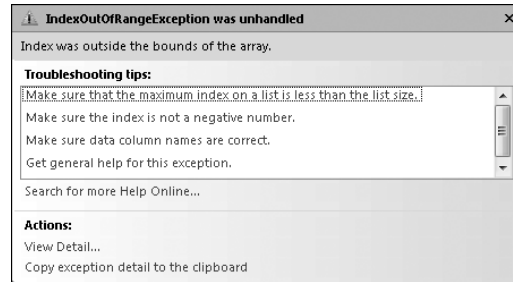 IndexOutOfRangeException was unhandled
Index was outside the bounds of the array.
Troubleshooting tips:
Make sure that the maximum index on a list is less than the list size.
Make sure the index is not a negative number.
Make sure data column names are correct.
Get general help for this exception.
Search for more Help Online...
Actions:
View Detail...
Copy exception detail to the clipboard